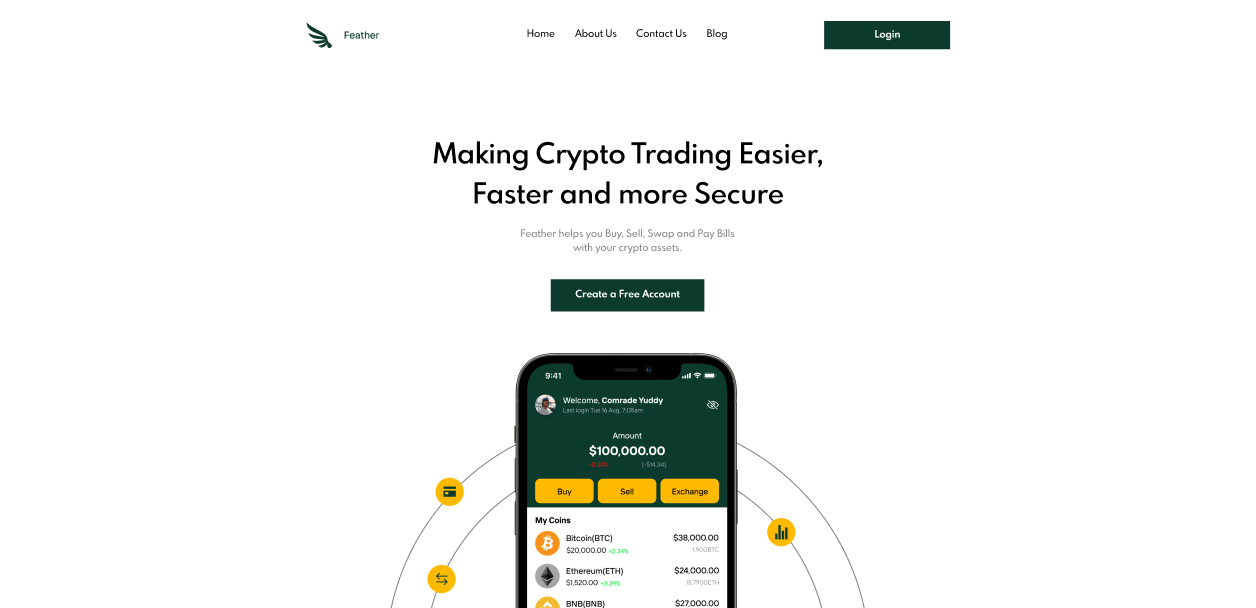 Feather
Home About Us Contact Us Blog
Login
Making Crypto Trading Easier,
Faster and more Secure
Feather helps you Buy, Sell, Swap and Pay Bills
with your crypto assets.
Create a Free Account
9:41
Welcome, Comrade Yuddy
Last login Tue 16 Aug. 7:05am
Amount
$100,000.00
-0.34% (-$14.34)
Buy Sell Exchange
My Coins
Bitcoin(BTC) $38,000.00
$20,000.00 +2.34% 1.900BTC
Ethereum(ETH) $24,000.00
$1,520.00 +3.39% 15.7900ETH
BNB(BNB) $27,000.00